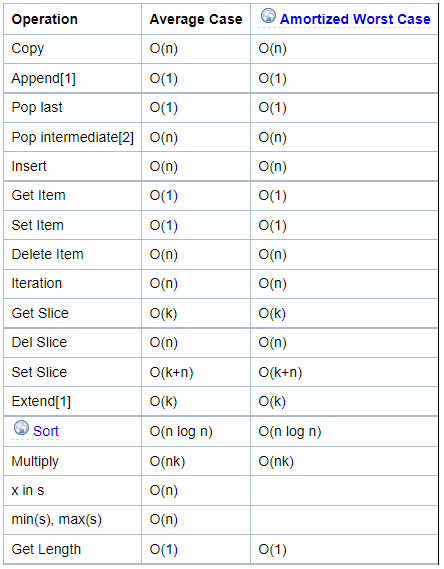 Operation Average Case Amortized Worst Case
Copy O(n) O(n)
Append[1] O(1) O(1)
Pop last O(1) O(1)
Pop intermediate[2] O(n) O(n)
Insert O(n) O(n)
Get Item O(1) O(1)
Set Item O(1) O(1)
Delete Item O(n) O(n)
Iteration O(n) O(n)
Get Slice O(k) O(k)
Del Slice O(n) O(n)
Set Slice O(k+n) O(k+n)
Extend[1] O(k) O(k)
Sort O(n log n) O(n log n)
Multiply O(nk) O(nk)
x in s O(n)
min(s), max(s) O(n)
Get Length O(1) O(1)